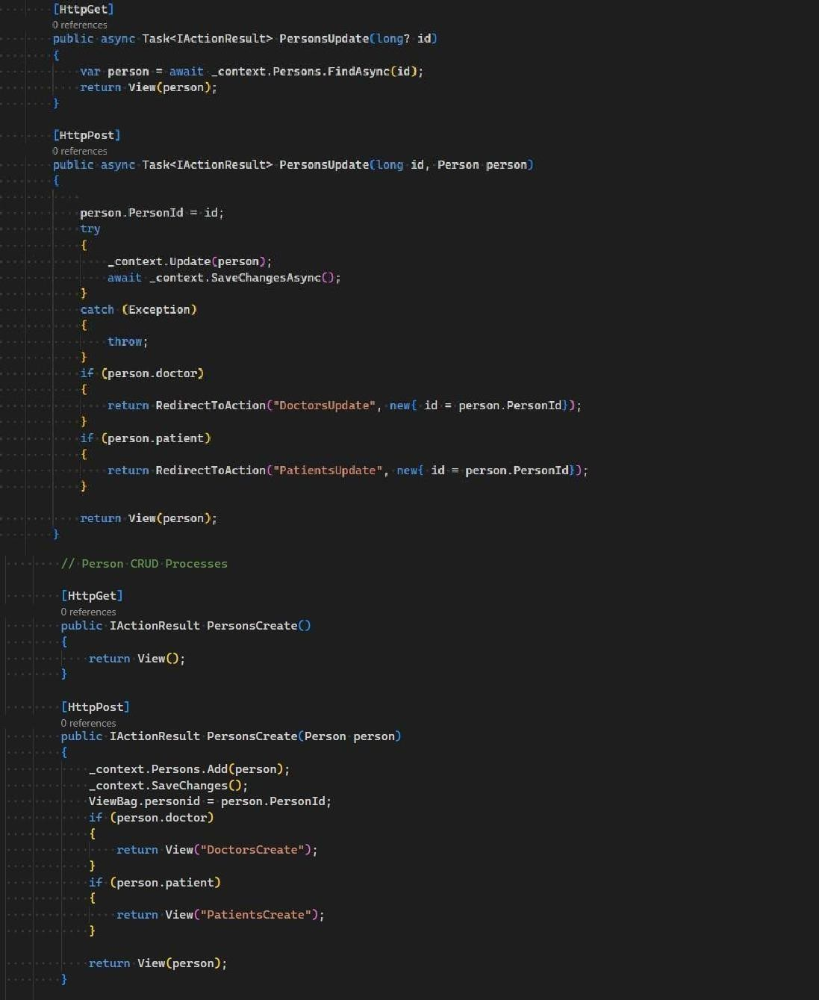 [HttpGet]
0 references
public async Task<IActionResult> PersonsUpdate(long? id)
{
var person = await _context.Persons.FindAsync(id);
return View(person);
}
[HttpPost]
0 references
public async Task<IActionResult> PersonsUpdate(long id, Person person)
{
person.PersonId = id;
try
{
_context.Update(person);
await _context.SaveChangesAsync();
}
catch (Exception)
{
throw;
}
if (person.doctor)
{
return RedirectToAction("DoctorsUpdate", new{ id = person.PersonId});
}
if (person.patient)
{
return RedirectToAction("PatientsUpdate", new{ id = person.PersonId});
}
return View(person);
}
// Person CRUD Processes
[HttpGet]
0 references
public IActionResult PersonsCreate()
{
return View();
}
[HttpPost]
0 references
public IActionResult PersonsCreate(Person person)
{
_context.Persons.Add(person);
_context.SaveChanges();
ViewBag.personid = person.PersonId;
if (person.doctor)
{
return View("DoctorsCreate");
}
if (person.patient)
{
return View("PatientsCreate");
}
return View(person);
}